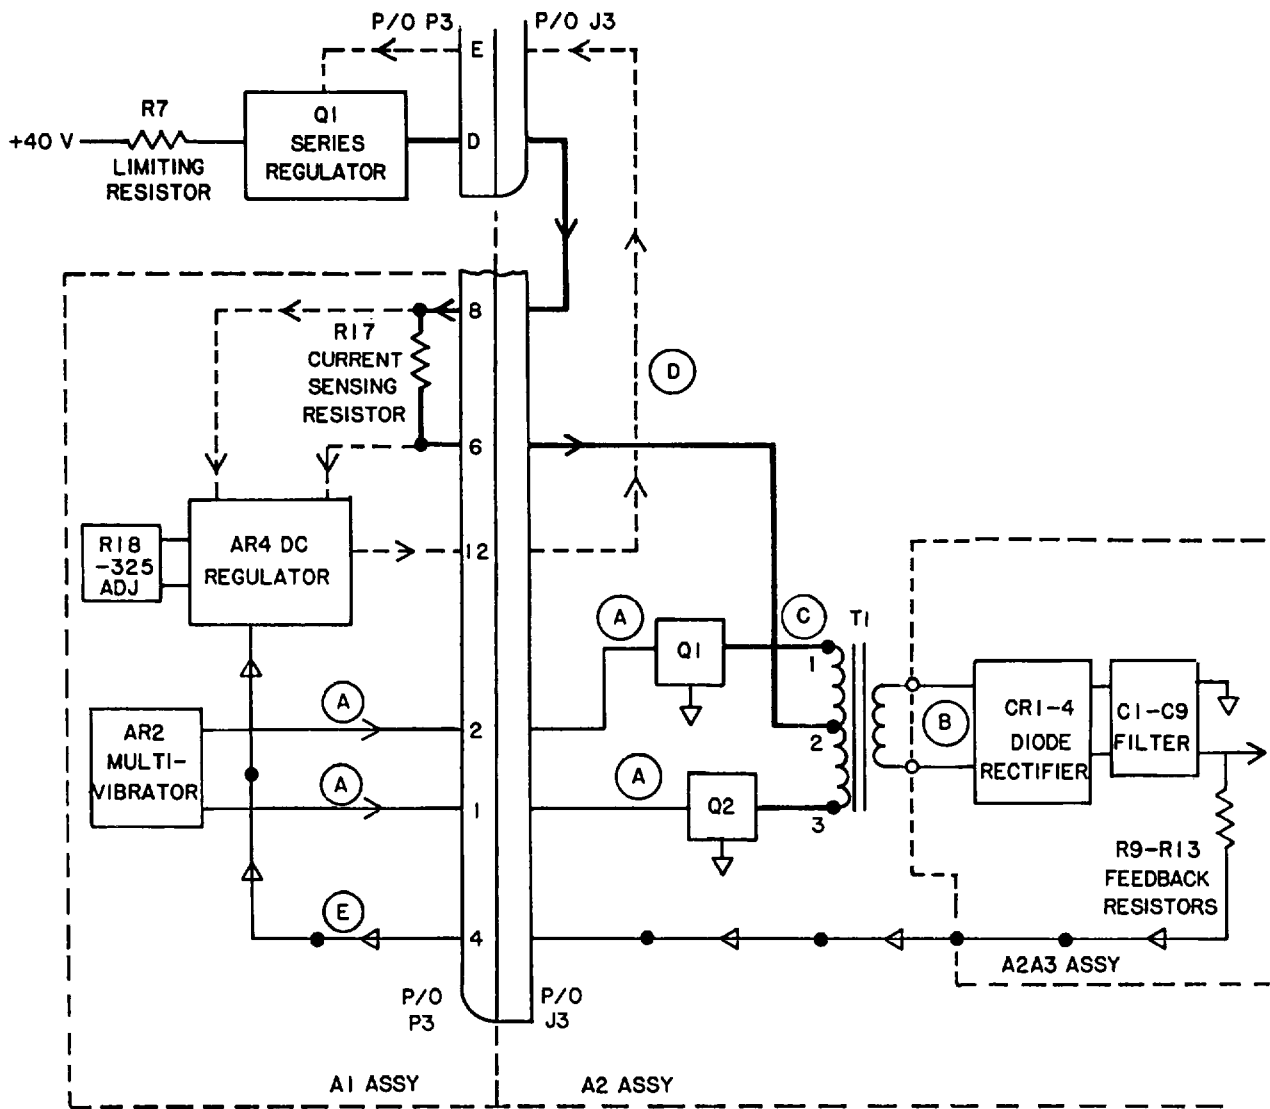 P/O P3
P/O J3
E
R7
Q1
SERIES
REGULATOR
+40 V
D
LIMITING
RESISTOR
8
R17
CURRENT
SENSING
RESISTOR
D
6
R18
-325
ADJ
AR4 DC
REGULATOR
12
A
Q1
C
T1
1
AR2
MULTI-
VIBRATOR
A
2
2
B
CR1-4
DIODE
RECTIFIER
C1-C9
FILTER
A
1
A
Q2
3
R9-R13
FEEDBACK
RESISTORS
E
4
A2A3 ASSY
P/O
P3
P/O
J3
A1 ASSY
A2 ASSY